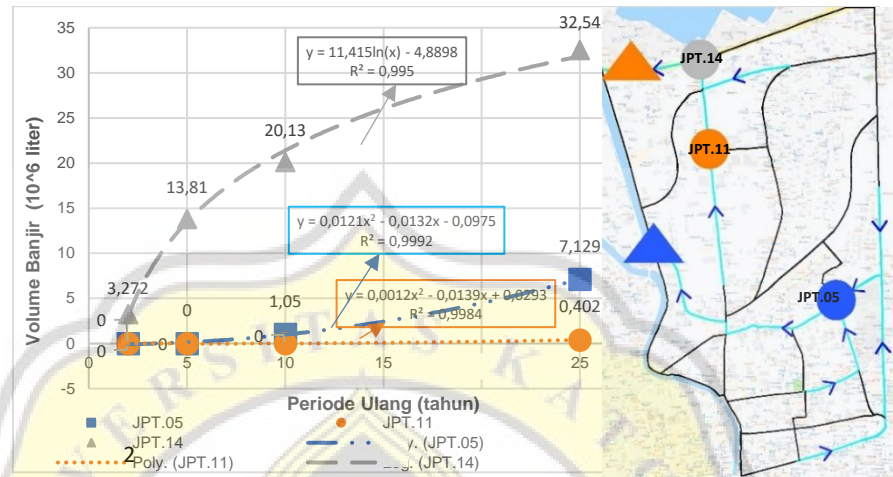 35
30
25
20
15
10
5
0
-5
Volume Banjir (10^6 liter)
32,54
y = 11,415ln(x) - 4,8898
R² = 0,995
20,13
13,81
y = 0,0121x² - 0,0132x - 0,0975
R² = 0,9992
7,129
3,272
y = 0,0012x² - 0,0139x + 0,0293
R² = 0,9984
1,05
0,402
0
0
0
0
0
0 5 10 25
2
Periode Ulang (tahun)
JPT.05
JPT.11
JPT.14
y. (JPT.05)
Poly. (JPT.11)
(JPT.14)
JPT.14
JPT.11
JPT.05
VERSITAS KA